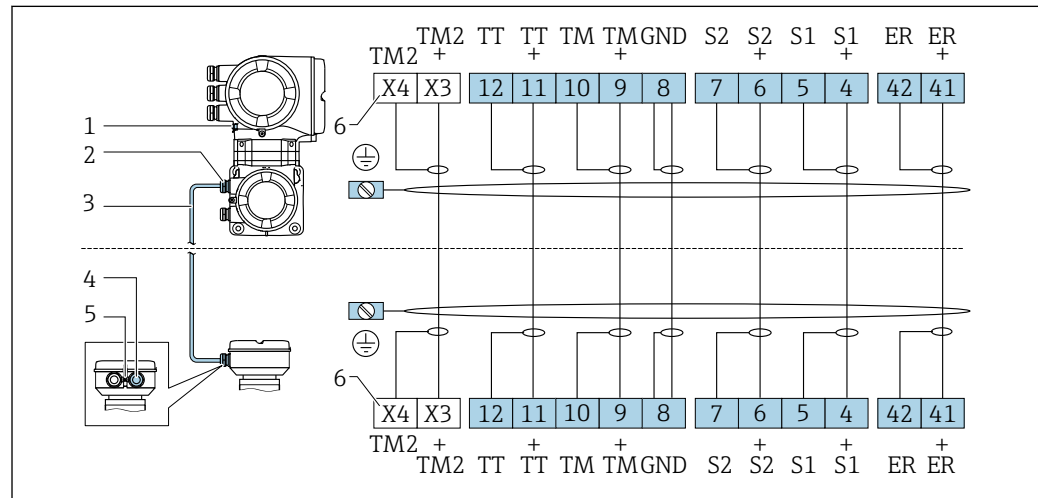 TM2 TT TT TM TM GND S2 S2 S1 S1 ER ER
TM2 + + + + + +
X4 X3 12 11 10 9 8 7 6 5 4 42 41
6
1
2
3
4
5
6
X4 X3 12 11 10 9 8 7 6 5 4 42 41
TM2 + + + + + +
TM2 TT TT TM TM GND S2 S2 S1 S1 ER ER